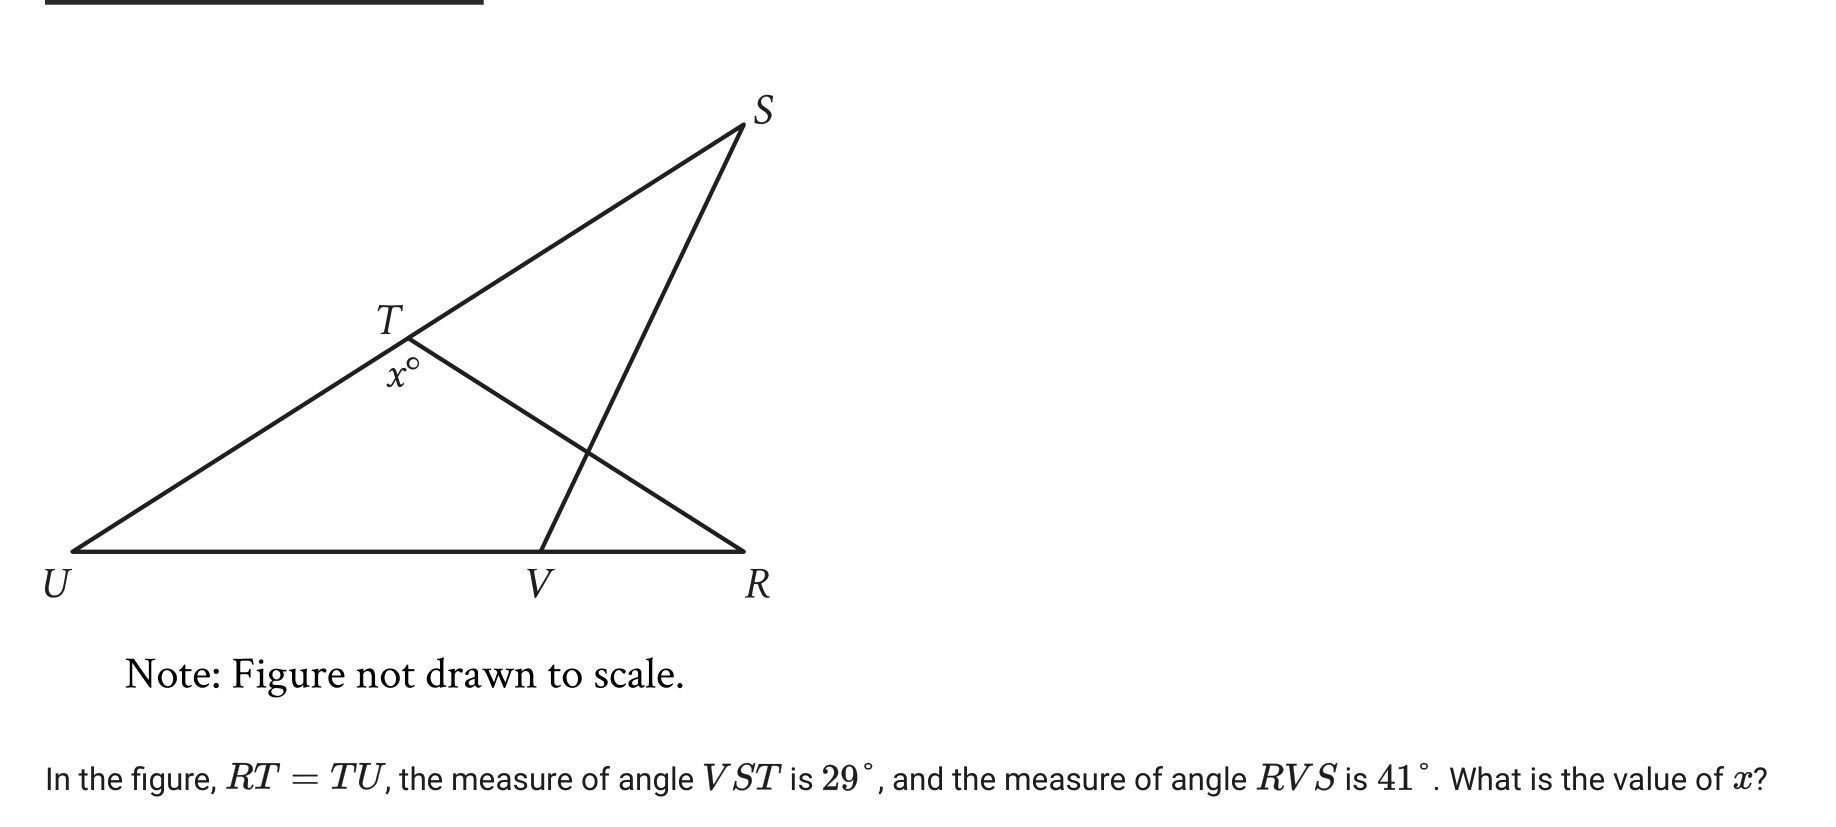 S
T
x°
U V R
Note: Figure not drawn to scale.
In the figure, RT = TU, the measure of angle VST is 29°, and the measure of angle RVS is 41°. What is the value of x?